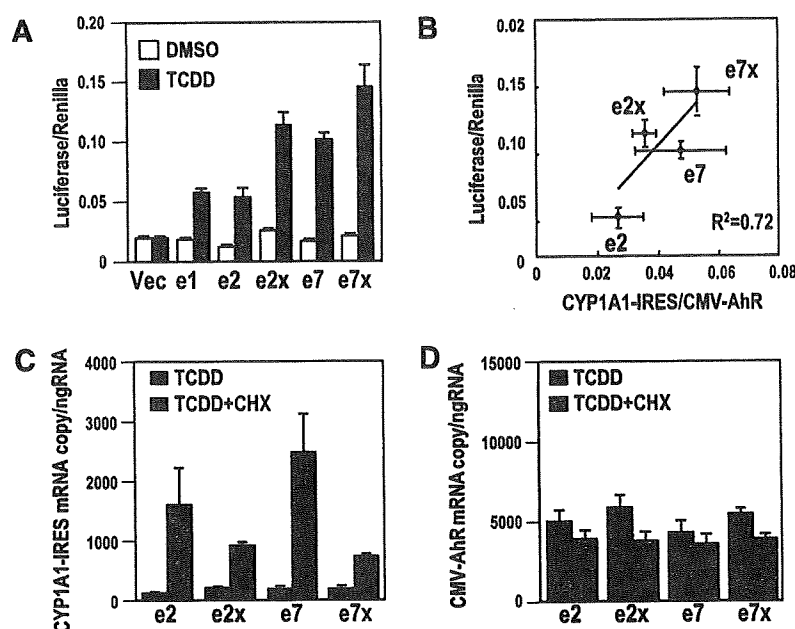 A
Luciferase/Renilla
0.20
0.15
0.10
0.05
0
DMSO
TCDD
Vec e1 e2 e2x e7 e7x
B
Luciferase/Renilla
0.02
0.15
0.10
0.05
0
e7x
e2x
e7
e2
R²=0.72
0 0.02 0.04 0.06 0.08
CYP1A1-IRES/CMV-AhR
C
CYP1A1-IRES mRNA copy/ngRNA
4000
3000
2000
1000
0
TCDD
TCDD+CHX
e2 e2x e7 e7x
D
CMV-AhR mRNA copy/ngRNA
15000
10000
5000
0
TCDD
TCDD+CHX
e2 e2x e7 e7x